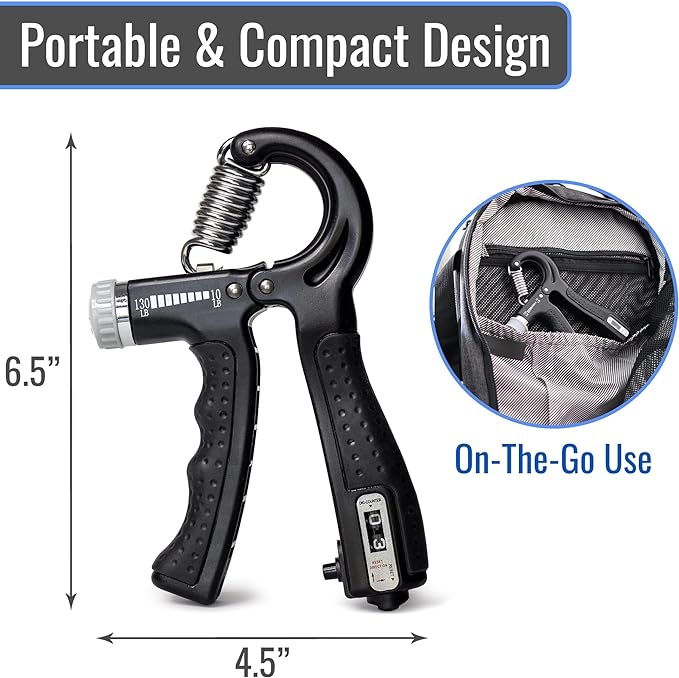 Portable & Compact Design
130 10
LB LB
6.5”
On-The-Go Use
4.5”